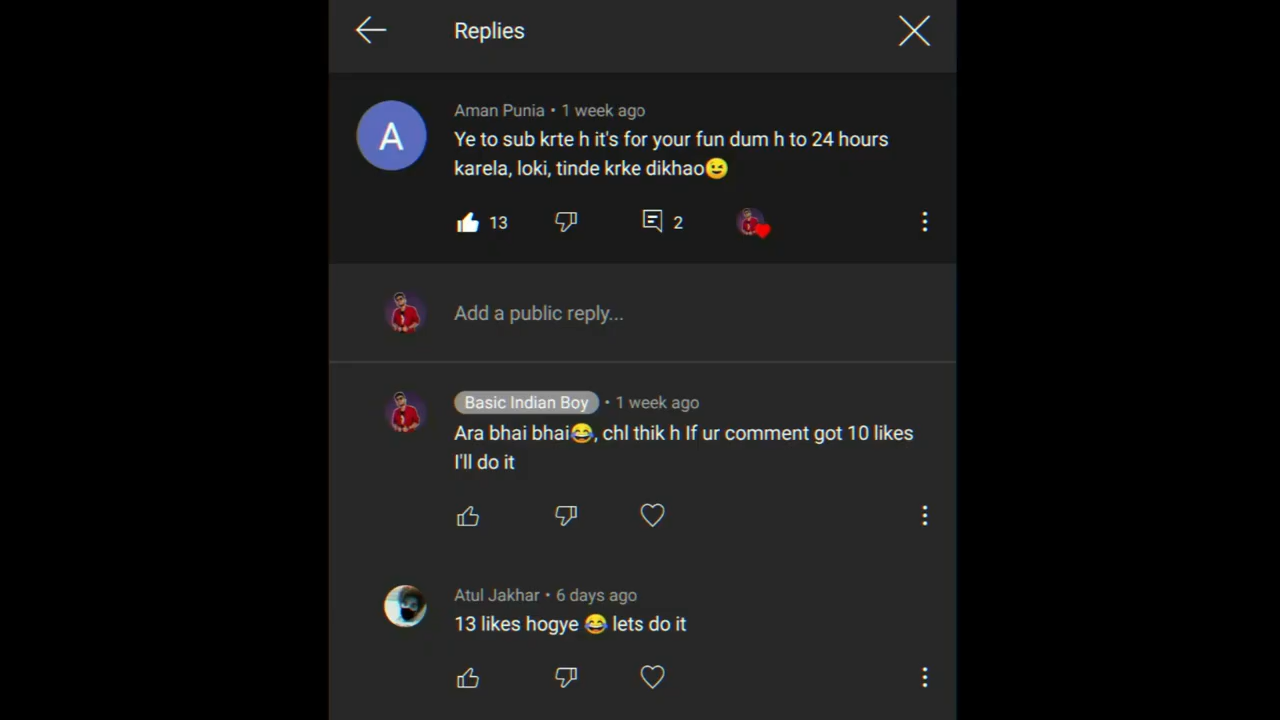 Replies
Aman Punia • 1 week ago
Ye to sub krte h it's for your fun dum h to 24 hours
karela, loki, tinde krke dikhao😉
13 2
A
Add a public reply...
Basic Indian Boy • 1 week ago
Ara bhai bhai😂, chl thik h If ur comment got 10 likes
I'll do it
Atul Jakhar • 6 days ago
13 likes hogye 😂 lets do it